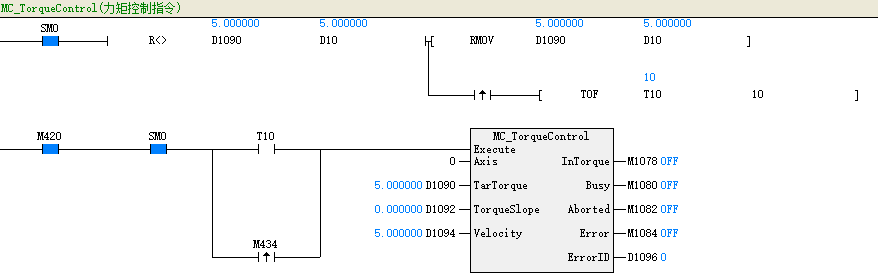 MC_TorqueControl(力矩控制指令)
5.000000 5.000000 5.000000 5.000000
SM0 R<> D1090 D10 [ RMOV D1090 D10 ]
10
[ TOF T10 10 ]
MC_TorqueControl
M420 SM0 T10 Execute
0 Axis InTorque M1078 OFF
5.000000 D1090 TarTorque Busy M1080 OFF
0.000000 D1092 TorqueSlope Aborted M1082 OFF
5.000000 D1094 Velocity Error M1084 OFF
M434
ErrorID D1096 0